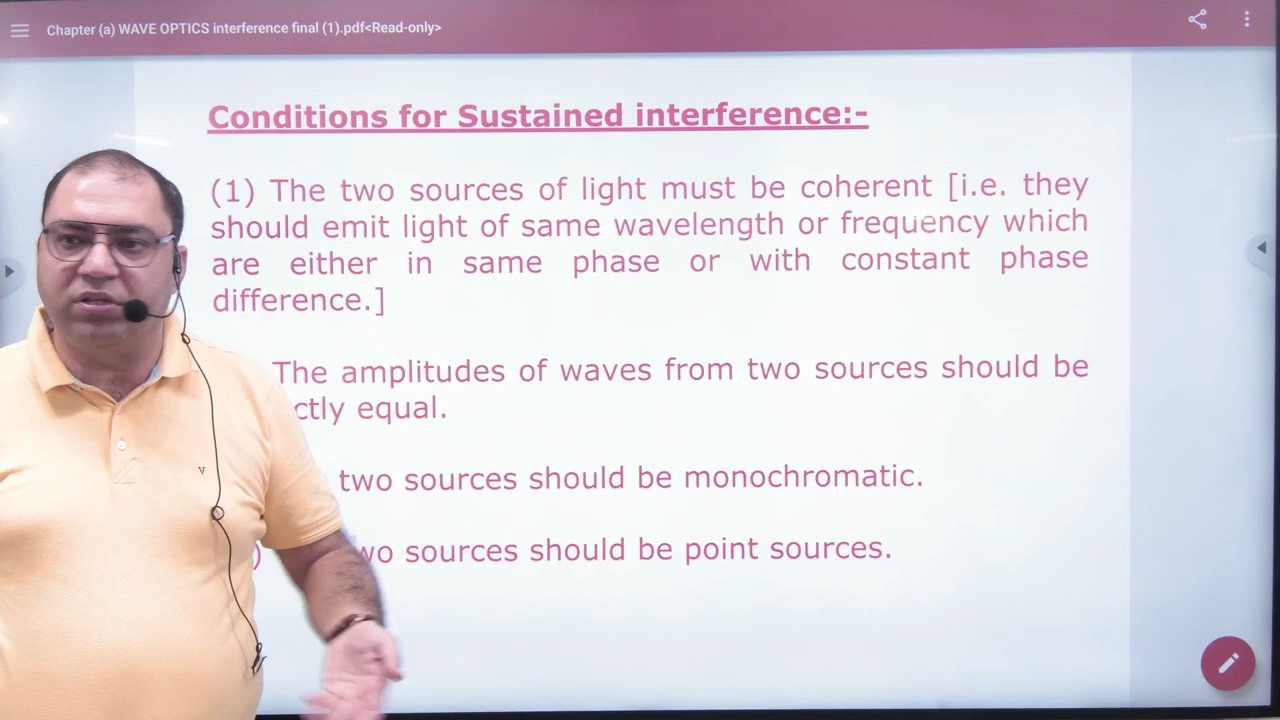 Chapter (a) WAVE OPTICS interference final (1).pdf<Read-only>
Conditions for Sustained interference:-
(1) The two sources of light must be coherent [i.e. they
should emit light of same wavelength or frequency which
are either in same phase or with constant phase
difference.]
The amplitudes of waves from two sources should be
ctly equal.
two sources should be monochromatic.
) wo sources should be point sources.
V